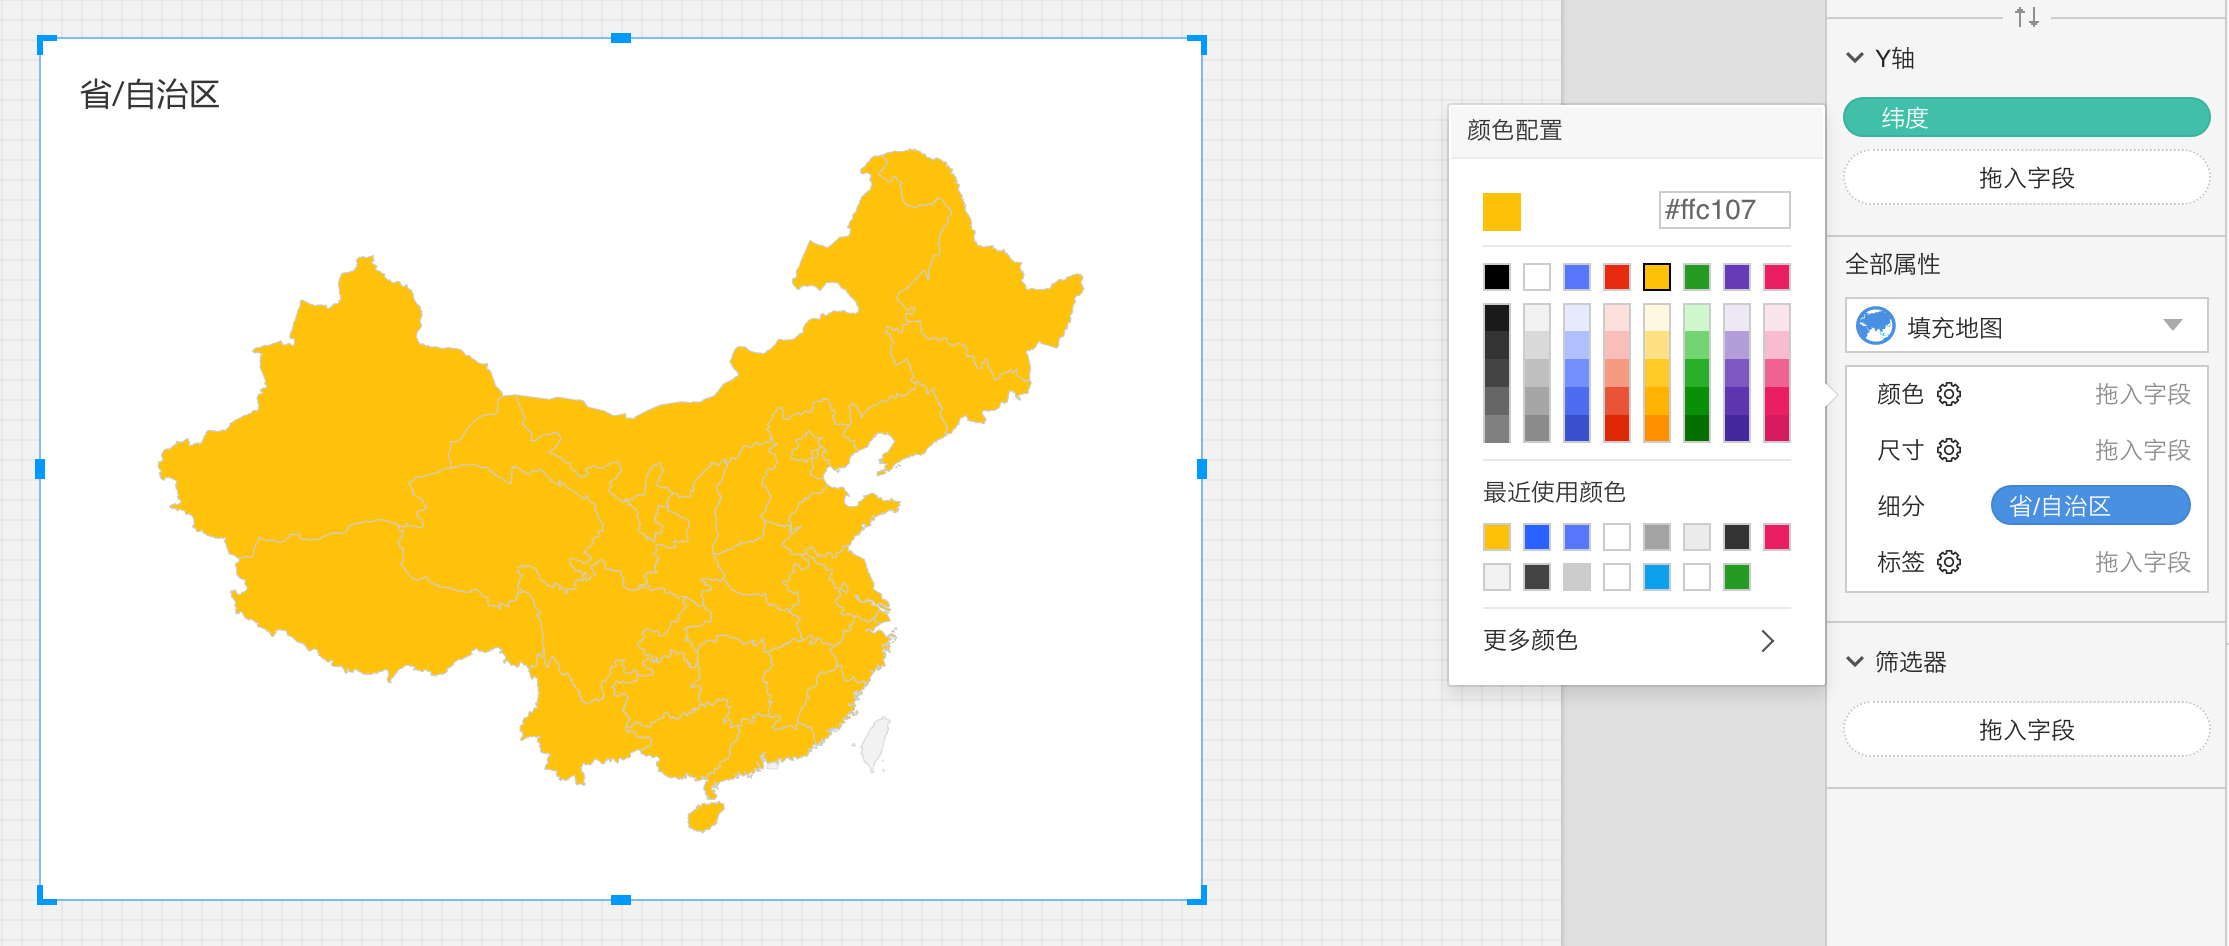 省/自治区
颜色配置
#ffc107
最近使用颜色
更多颜色
Y轴
纬度
拖入字段
全部属性
填充地图
颜色 拖入字段
尺寸 拖入字段
细分 省/自治区
标签 拖入字段
筛选器
拖入字段